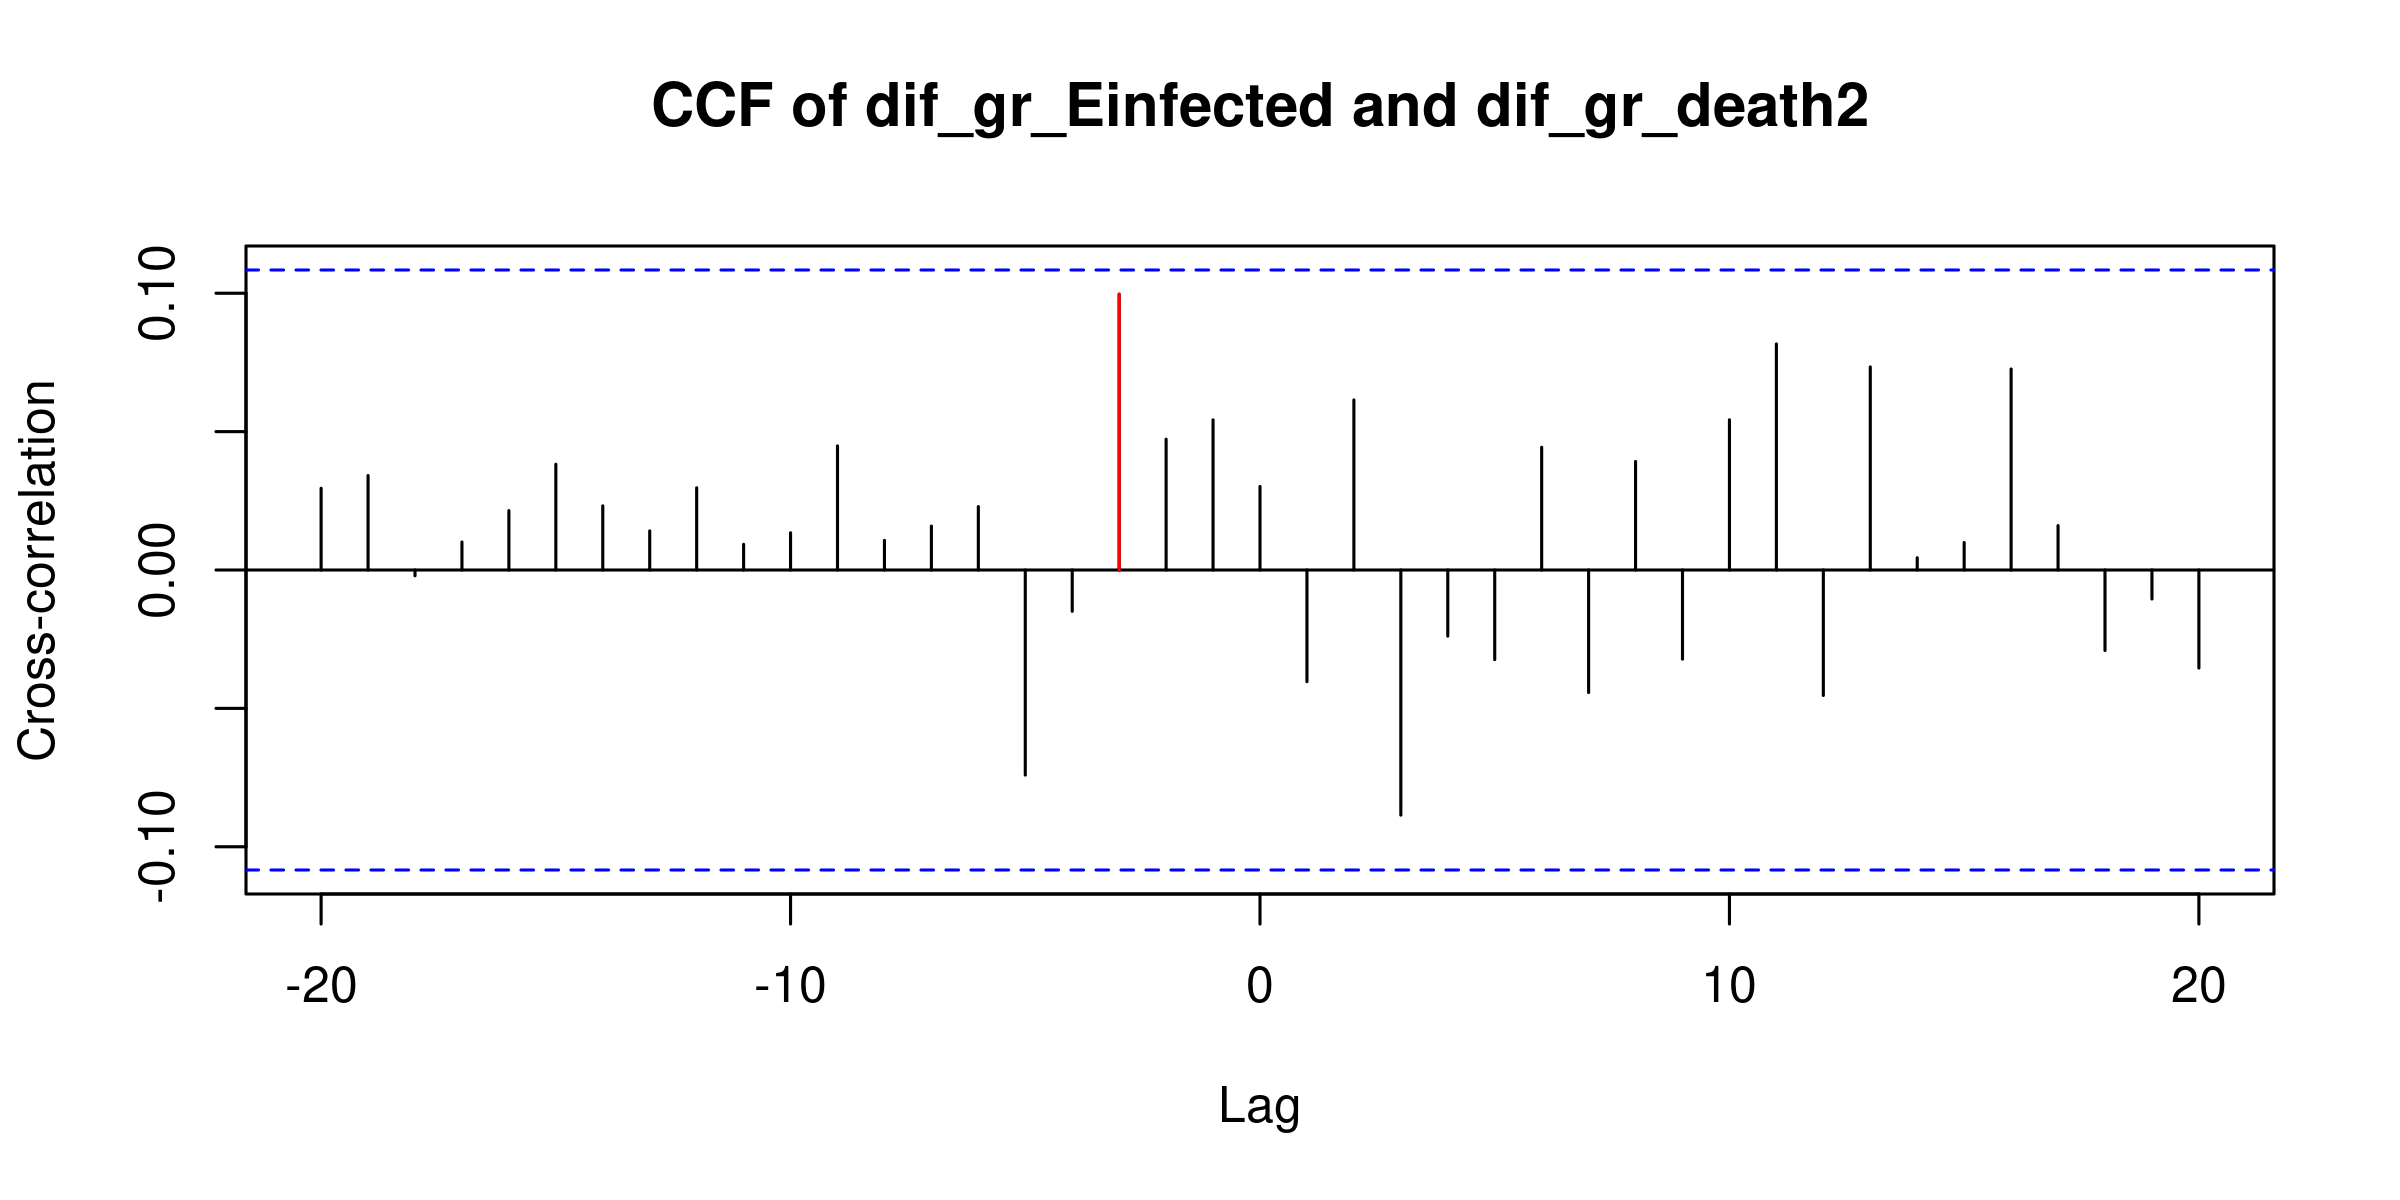 CCF of dif_gr_Einfected and dif_gr_death2
Cross-correlation
0.10
0.00
-0.10
-20
-10
0
10
20
Lag